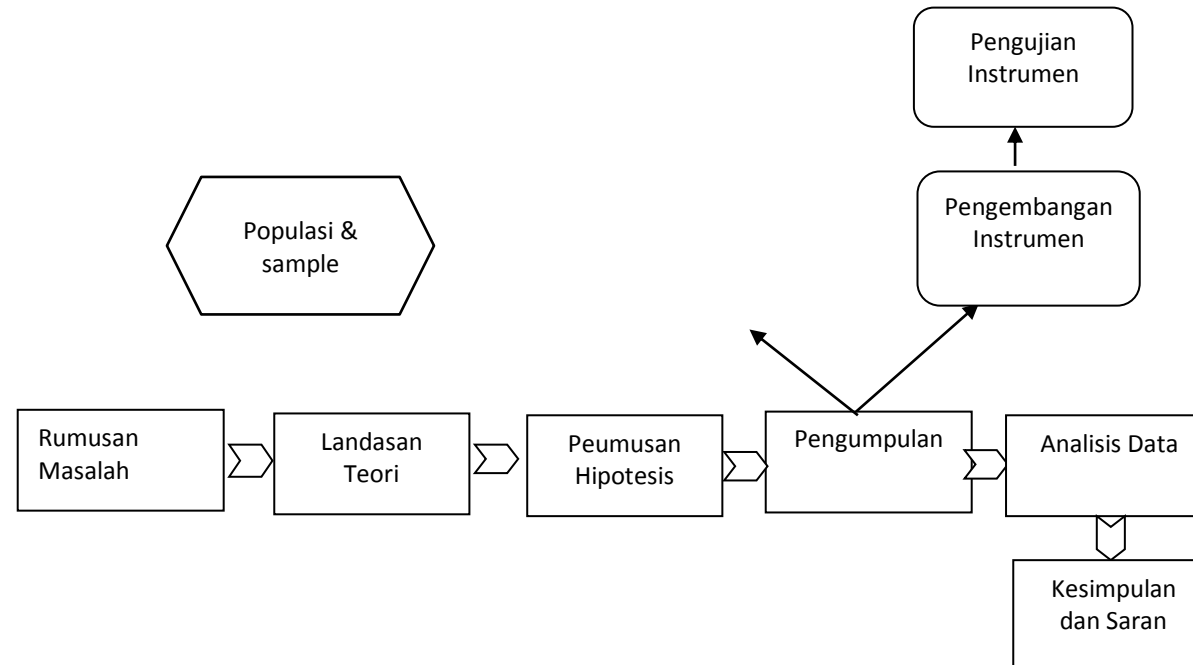 Pengujian
Instrumen
Pengembangan
Instrumen
Populasi &
sample
Rumusan
Masalah
Landasan
Teori
Peumusan
Hipotesis
Pengumpulan
Analisis Data
Kesimpulan
dan Saran